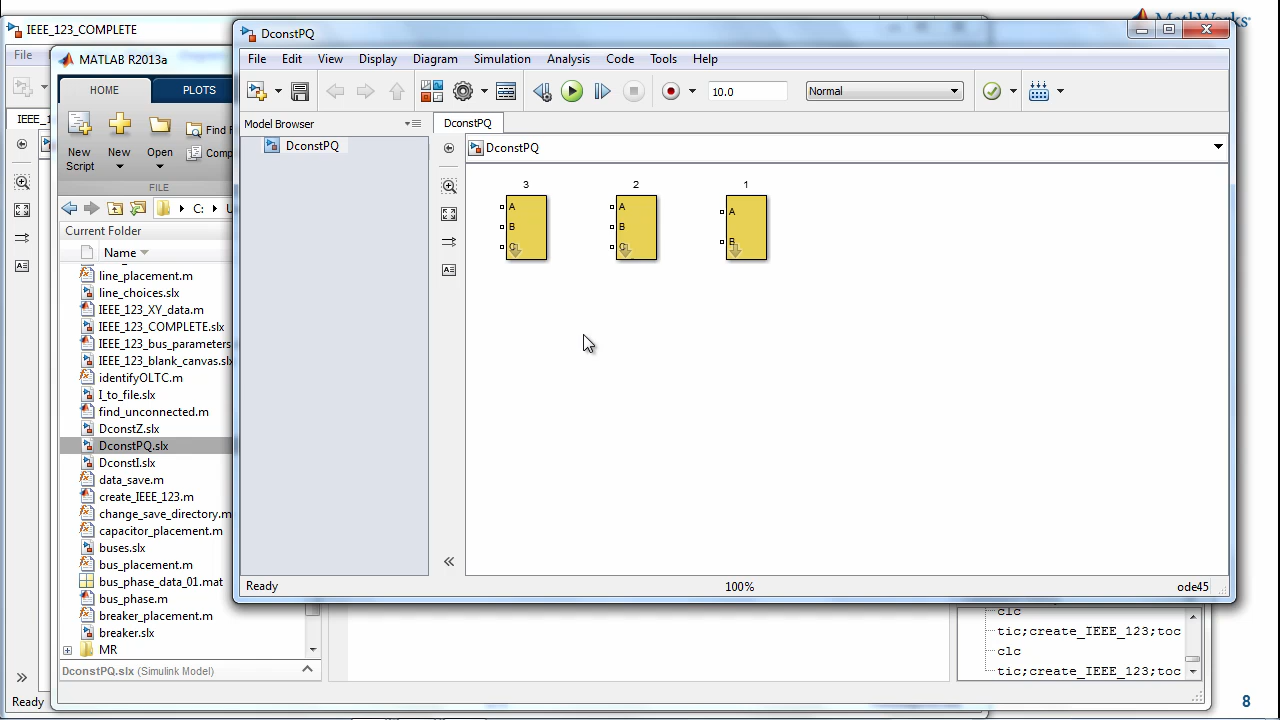 IEEE_123_COMPLETE
File
IEEE_1
Ready
MATLAB R2013a
HOME
PLOTS
New Script
New
Open
Find F
Comp
FILE
C:
U
Current Folder
Name
line_placement.m
line_choices.slx
IEEE_123_XY_data.m
IEEE_123_COMPLETE.slx
IEEE_123_bus_parameters
IEEE_123_blank_canvas.slx
identifyOLTC.m
I_to_file.slx
find_unconnected.m
DconstZ.slx
DconstPQ.slx
DconstI.slx
data_save.m
create_IEEE_123.m
change_save_directory.m
capacitor_placement.m
buses.slx
bus_placement.m
bus_phase_data_01.mat
bus_phase.m
breaker_placement.m
breaker.slx
MR
DconstPQ.slx (Simulink Model)
DconstPQ
File Edit View Display Diagram Simulation Analysis Code Tools Help
10.0
Normal
Model Browser
DconstPQ
DconstPQ
DconstPQ
3 2 1
A A A
B B B
C C
Ready
100%
ode45
clc
tic;create_IEEE_123;toc
clc
tic;create_IEEE_123;toc
MathWorks
8